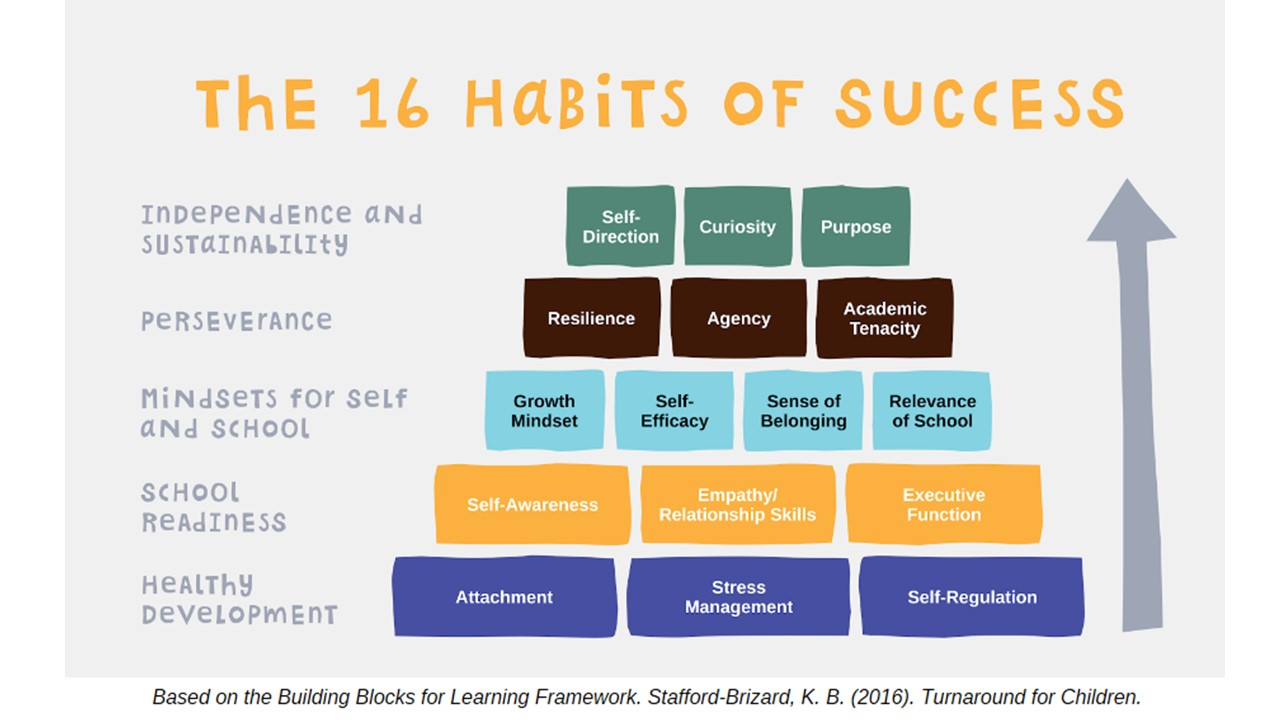 THE 16 HABITS OF SUCCESS
INDEPENDENCE AND
SUSTAINABILITY
Self-
Direction
Curiosity
Purpose
PERSEVERANCE
Resilience
Agency
Academic
Tenacity
MINDSETS FOR SELF
AND SCHOOL
Growth
Mindset
Self-
Efficacy
Sense of
Belonging
Relevance
of School
SCHOOL
READINESS
Self-Awareness
Empathy/
Relationship Skills
Executive
Function
HEALTHY
DEVELOPMENT
Attachment
Stress
Management
Self-Regulation
Based on the Building Blocks for Learning Framework. Stafford-Brizard, K. B. (2016). Turnaround for Children.